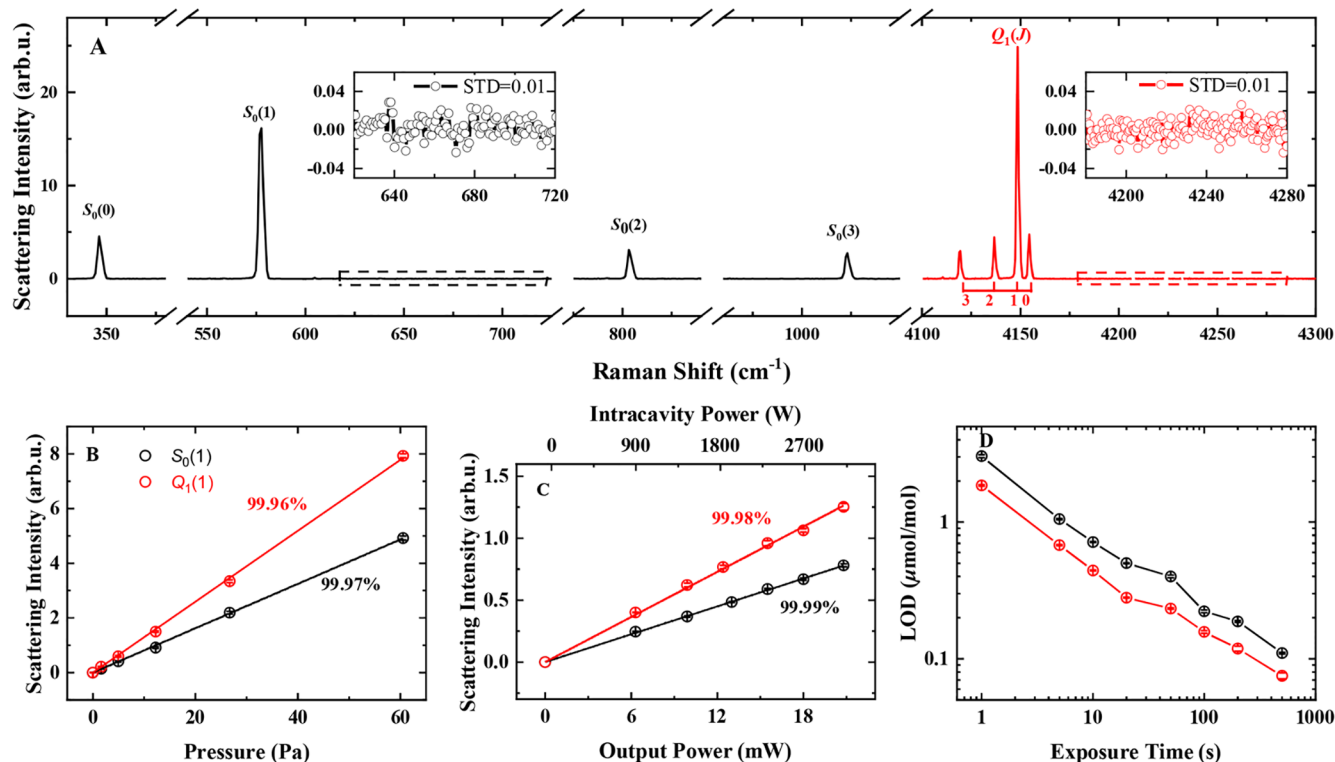 A
Scattering Intensity (arb.u.)
20
10
0
S₀(0)
S₀(1)
S₀(2)
S₀(3)
Q₁(J)
3 2 1 0
0.04
0.00
-0.04
STD=0.01
640 680 720
0.04
0.00
-0.04
STD=0.01
4200 4240 4280
350 550 600 650 700 800 1000 4100 4150 4200 4250 4300
Raman Shift (cm⁻¹)
B
Scattering Intensity (arb.u.)
8
6
4
2
0
S₀(1)
Q₁(1)
99.96%
99.97%
0 20 40 60
Pressure (Pa)
Intracavity Power (W)
0 900 1800 2700
C
Scattering Intensity (arb.u.)
1.5
1.0
0.5
0.0
99.98%
99.99%
0 6 12 18
Output Power (mW)
D
LOD (μmol/mol)
1
0.1
1 10 100 1000
Exposure Time (s)